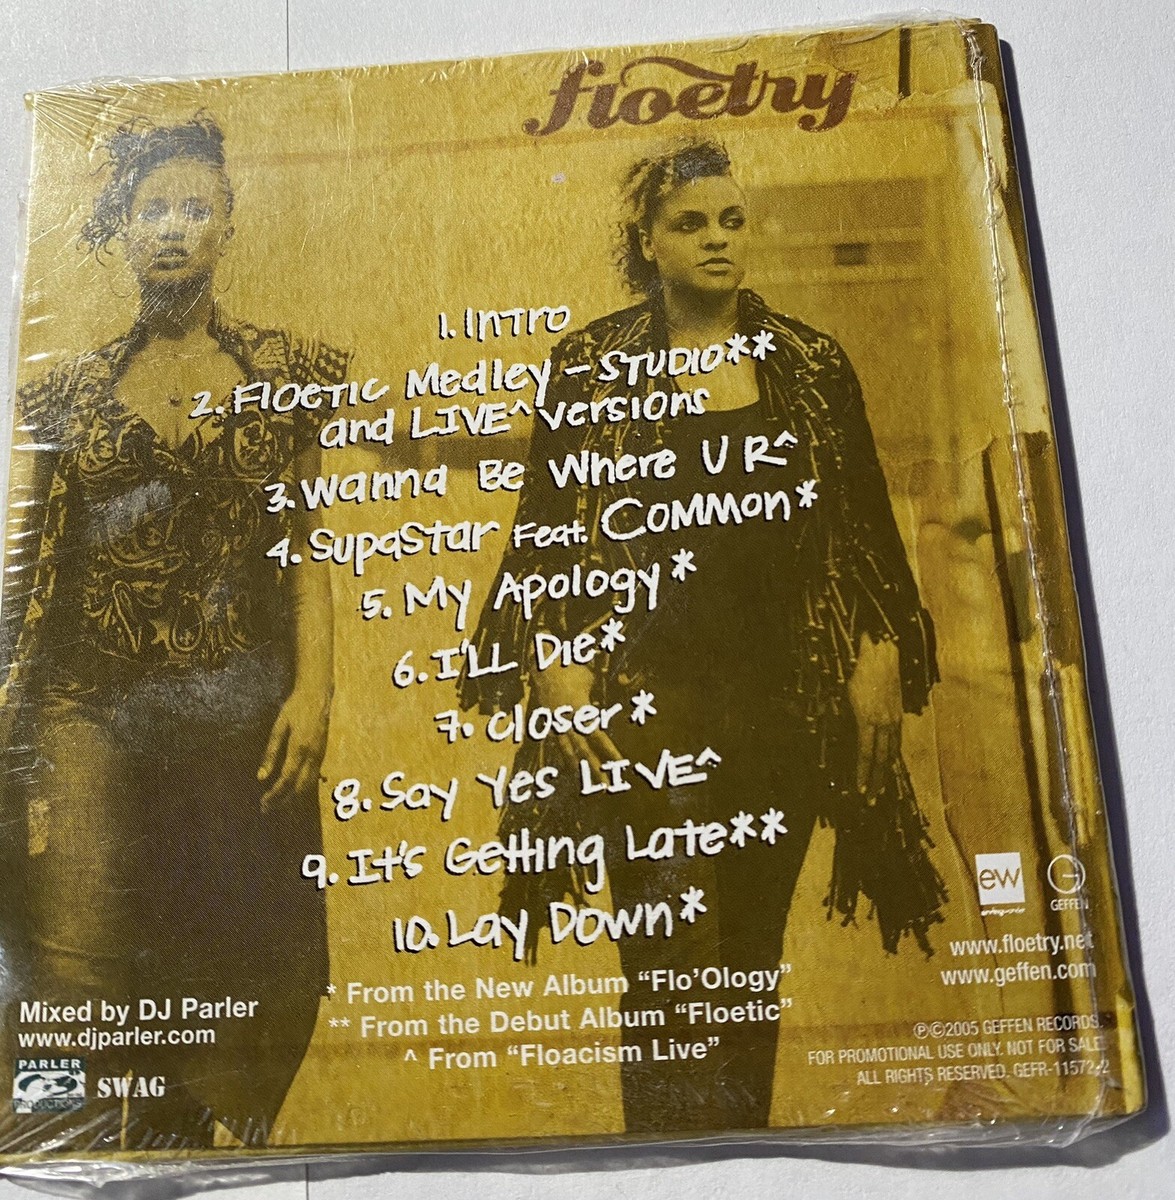 floetry
1. Intro
2. Floetic Medley - STUDIO**
and LIVE^ versions
3. Wanna Be Where U R^
4. SupaStar Feat. Common*
5. My Apology*
6. I'LL Die*
7. Closer*
8. Say Yes LIVE^
9. It's Getting Late**
10. Lay Down*
* From the New Album "Flo'Ology"
** From the Debut Album "Floetic"
^ From "Floacism Live"
Mixed by DJ Parler
www.djparler.com
PARLER
PRODUCTIONS
SWAG
ew
GEFFEN
www.floetry.net
www.geffen.com
℗©2005 GEFFEN RECORDS.
FOR PROMOTIONAL USE ONLY. NOT FOR SALE.
ALL RIGHTS RESERVED. GEFR-11572-2